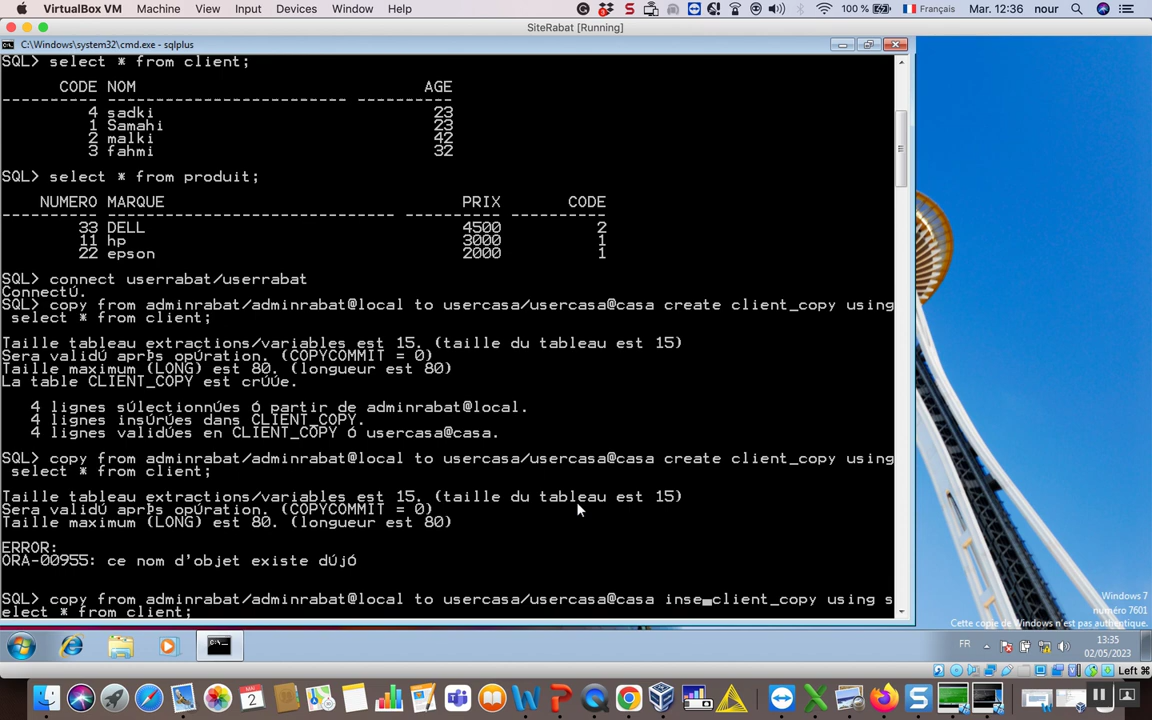 VirtualBox VM Machine View Input Devices Window Help 100 % Français Mar. 12:36 nour
SiteRabat [Running]
C:\Windows\system32\cmd.exe - sqlplus
SQL> select * from client;
CODE NOM AGE
---------- ------------------------------ ----------
4 sadki 23
1 Samahi 23
2 malki 42
3 fahmi 32
SQL> select * from produit;
NUMERO MARQUE PRIX CODE
---------- ------------------------------ ---------- ----------
33 DELL 4500 2
11 hp 3000 1
22 epson 2000 1
SQL> connect userrabat/userrabat
ConnectÚ.
SQL> copy from adminrabat/adminrabat@local to usercasa/usercasa@casa create client_copy using
select * from client;
Taille tableau extractions/variables est 15. (taille du tableau est 15)
Sera validÚ aprÞs opÚration. (COPYCOMMIT = 0)
Taille maximum (LONG) est 80. (longueur est 80)
La table CLIENT_COPY est crÚÚe.
4 lignes sÚlectionnÚes Ó partir de adminrabat@local.
4 lignes insÚrÚes dans CLIENT_COPY.
4 lignes validÚes en CLIENT_COPY Ó usercasa@casa.
SQL> copy from adminrabat/adminrabat@local to usercasa/usercasa@casa create client_copy using
select * from client;
Taille tableau extractions/variables est 15. (taille du tableau est 15)
Sera validÚ aprÞs opÚration. (COPYCOMMIT = 0)
Taille maximum (LONG) est 80. (longueur est 80)
ERROR:
ORA-00955: ce nom d'objet existe dÚjÓ
SQL> copy from adminrabat/adminrabat@local to usercasa/usercasa@casa inse_client_copy using s
elect * from client;
Windows 7
numéro 7601
Cette copie de Windows n'est pas authentique.
FR 13:35
02/05/2023
Left ⌘